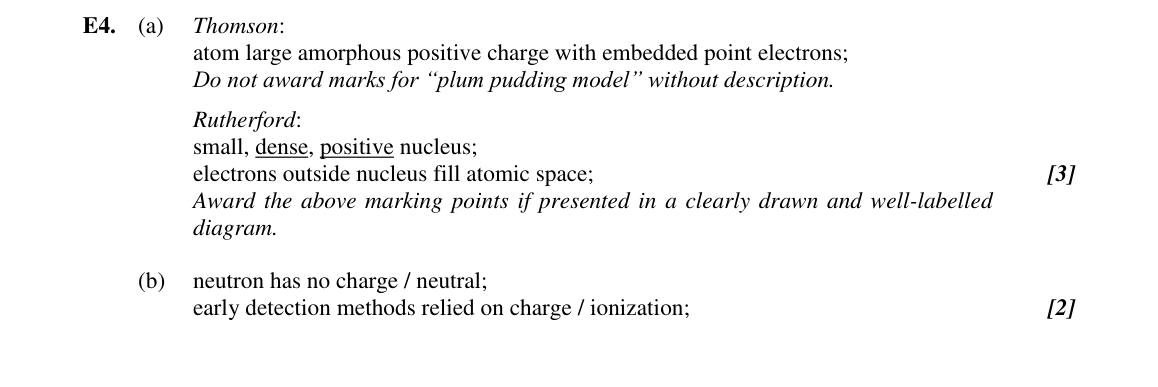 E4. (a) Thomson:
atom large amorphous positive charge with embedded point electrons;
Do not award marks for “plum pudding model” without description.
Rutherford:
small, dense, positive nucleus;
electrons outside nucleus fill atomic space; [3]
Award the above marking points if presented in a clearly drawn and well-labelled
diagram.
(b) neutron has no charge / neutral;
early detection methods relied on charge / ionization; [2]